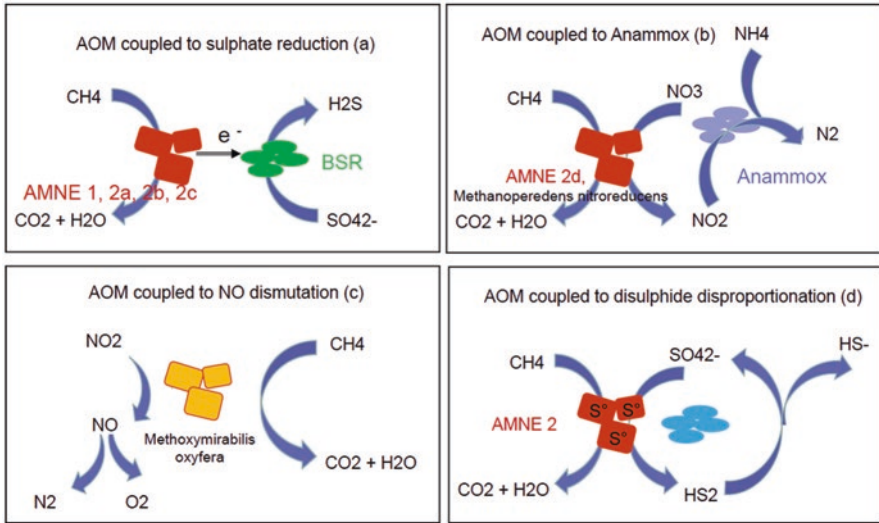 AOM coupled to sulphate reduction (a)
CH4
H2S
e -
BSR
AMNE 1, 2a, 2b, 2c
CO2 + H2O
SO42-
AOM coupled to Anammox (b)
NH4
CH4
NO3
N2
AMNE 2d,
Anammox
Methanoperedens nitroreducens
CO2 + H2O
NO2
AOM coupled to NO dismutation (c)
NO2
CH4
NO
Methoxymirabilis
oxyfera
CO2 + H2O
N2
O2
AOM coupled to disulphide disproportionation (d)
CH4
SO42-
HS-
S°
S°
AMNE 2
S°
CO2 + H2O
HS2